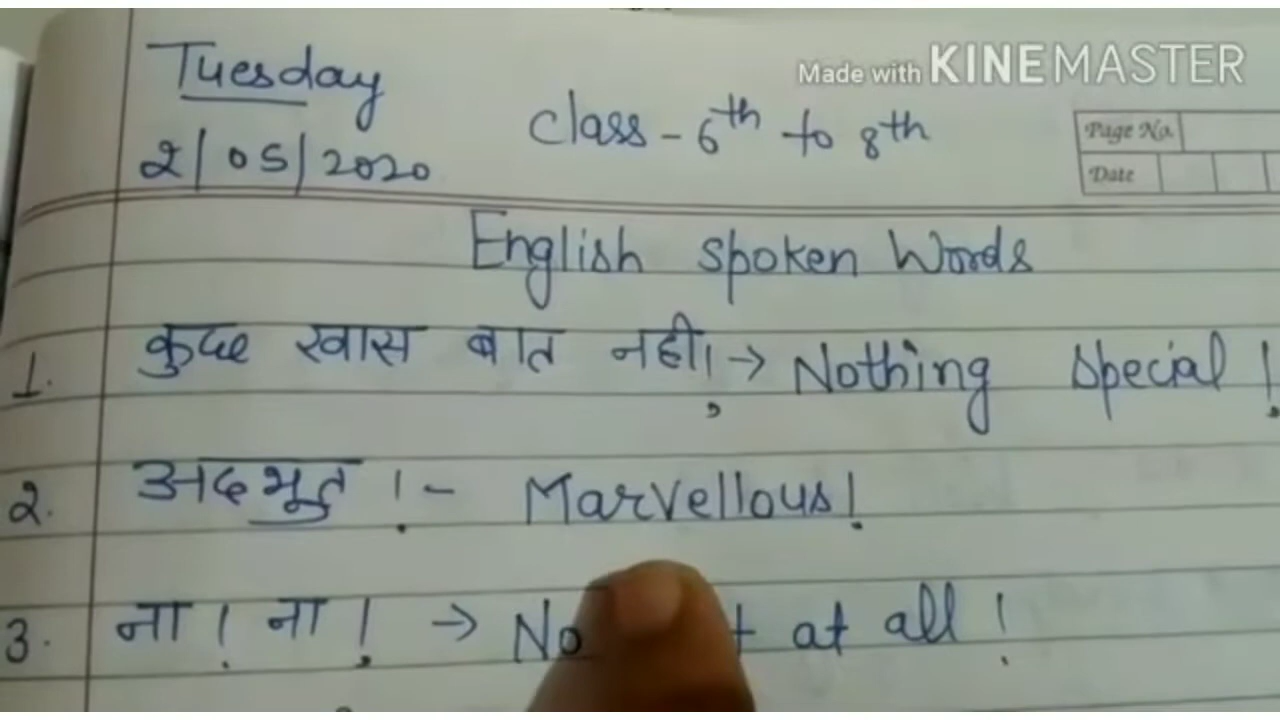 Made with KINEMASTER
Tuesday
Class - 6th to 8th
Page No.
2/05/2020
Date
English spoken Words
1. कुछ खास बात नही! → Nothing special!
2. अदभूत! - Marvellous!
3. ना! ना! → No at all!